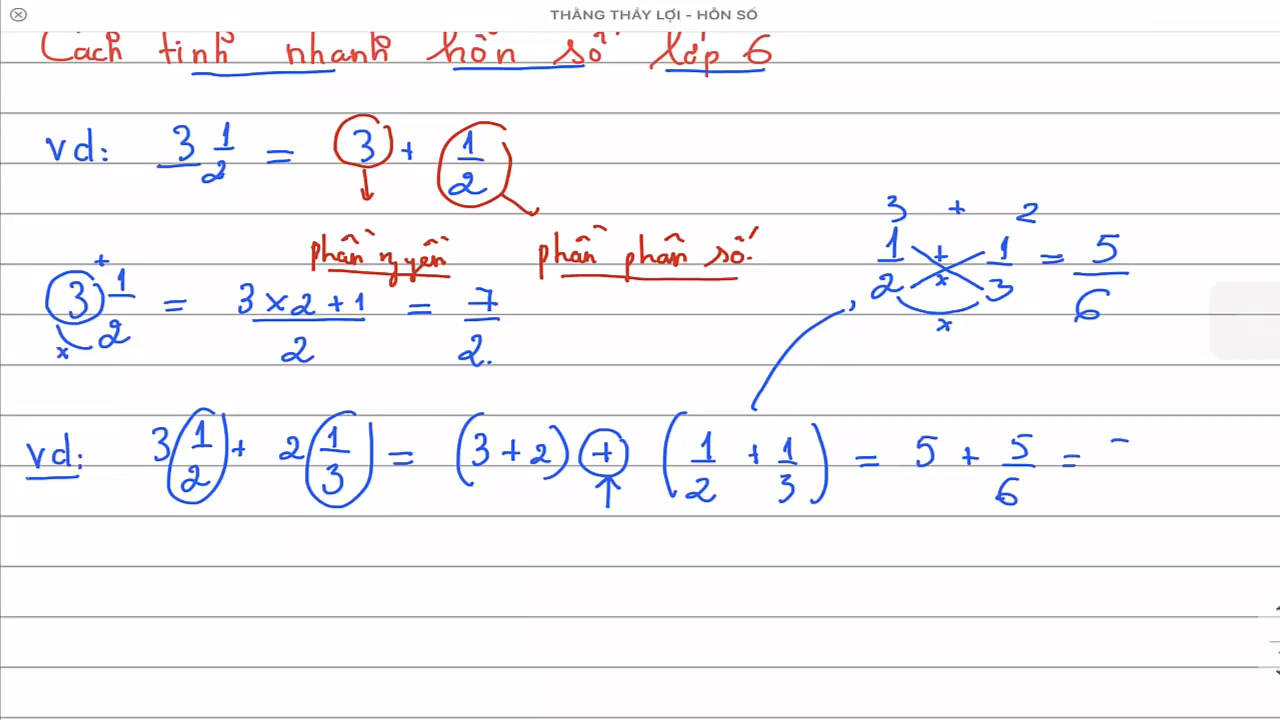 THẰNG THẦY LỢI - HỖN SỐ
Cách tính nhanh hỗn số lớp 6
vd: 3 1/2 = 3 + 1/2
phần nguyên phần phân số.
3 + 2
1/2 + 1/3 = 5/6
x
x
+
3 1/2 = (3 x 2 + 1)/2 = 7/2.
x
vd: 3 1/2 + 2 1/3 = (3 + 2) + (1/2 + 1/3) = 5 + 5/6 =